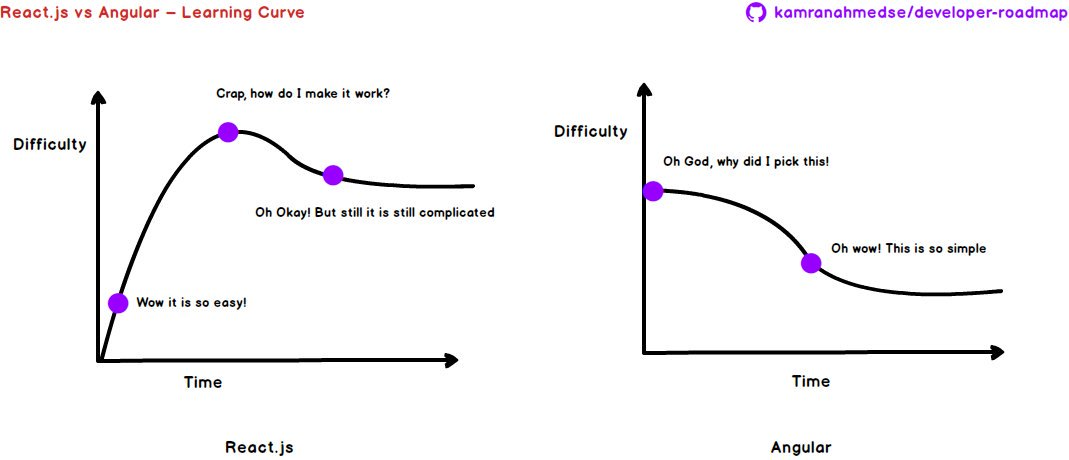 React.js vs Angular – Learning Curve
kamranahmedse/developer-roadmap
Crap, how do I make it work?
Difficulty
Oh Okay! But still it is still complicated
Wow it is so easy!
Time
React.js
Difficulty
Oh God, why did I pick this!
Oh wow! This is so simple
Time
Angular